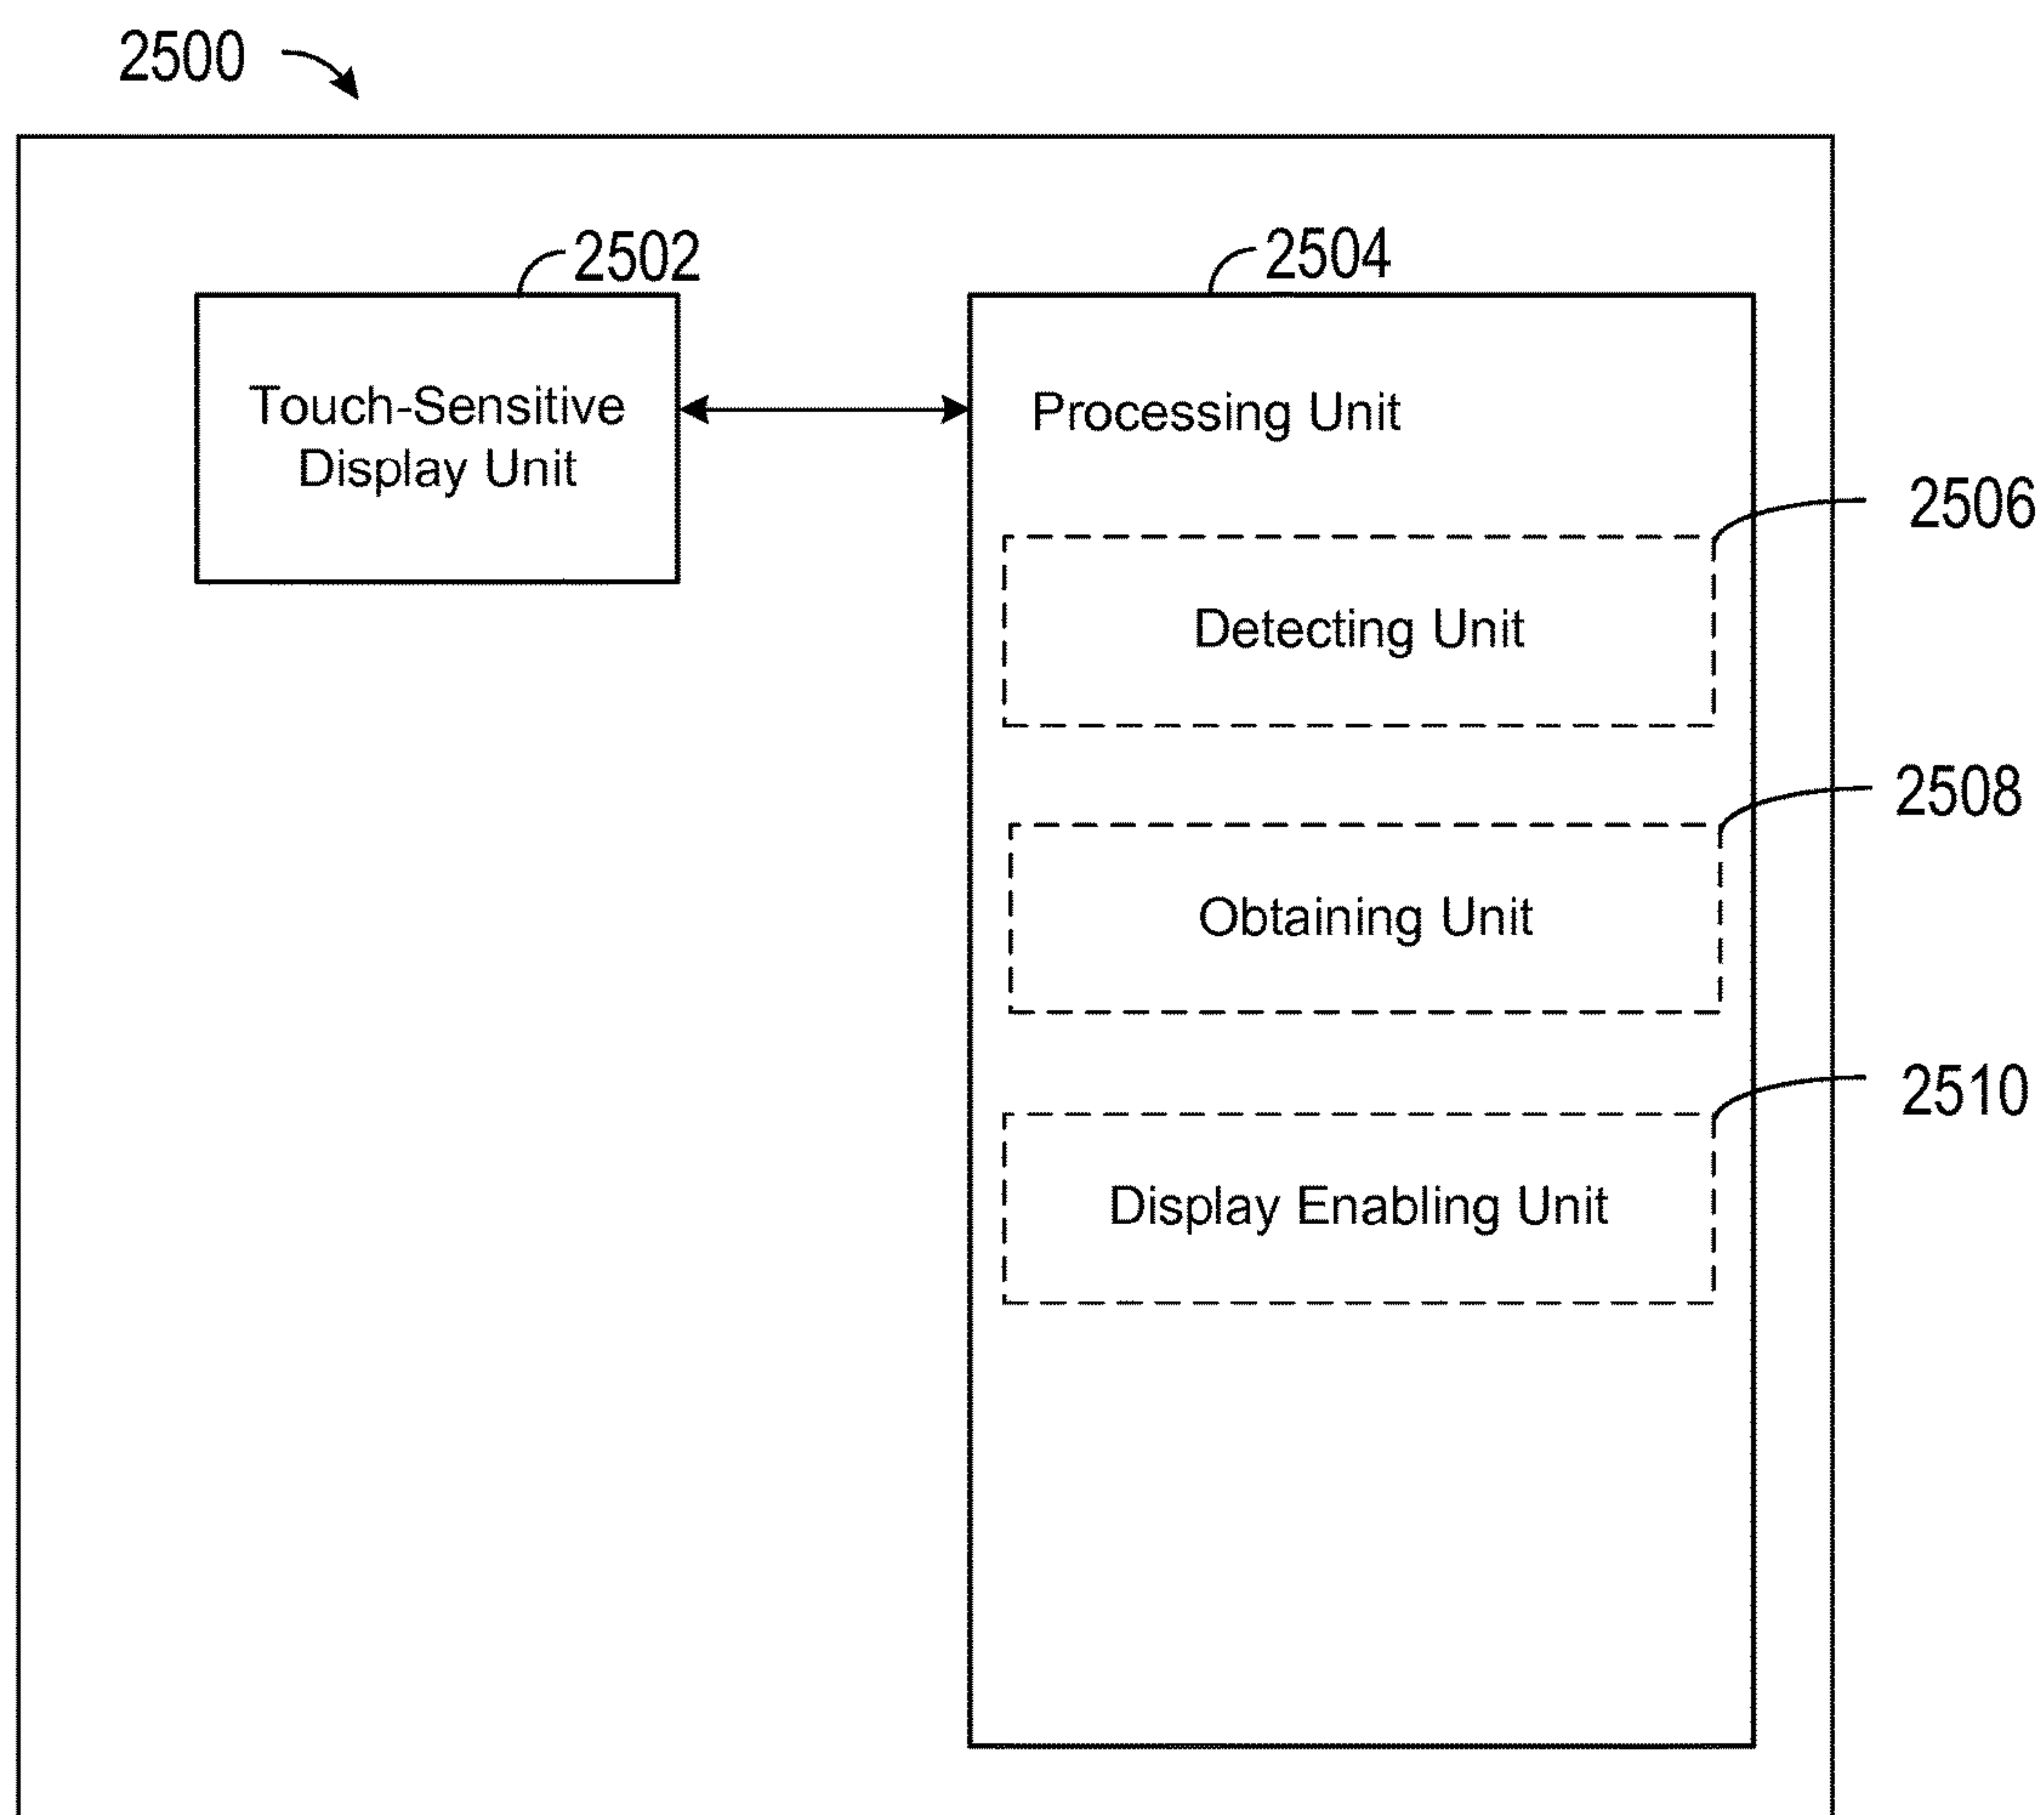 2500
2502
2504
Touch-Sensitive
Display Unit
Processing Unit
2506
Detecting Unit
2508
Obtaining Unit
2510
Display Enabling Unit